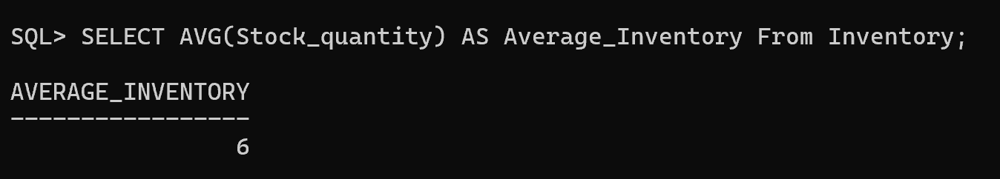 SQL> SELECT AVG(Stock_quantity) AS Average_Inventory From Inventory;
AVERAGE_INVENTORY
-----------------
6